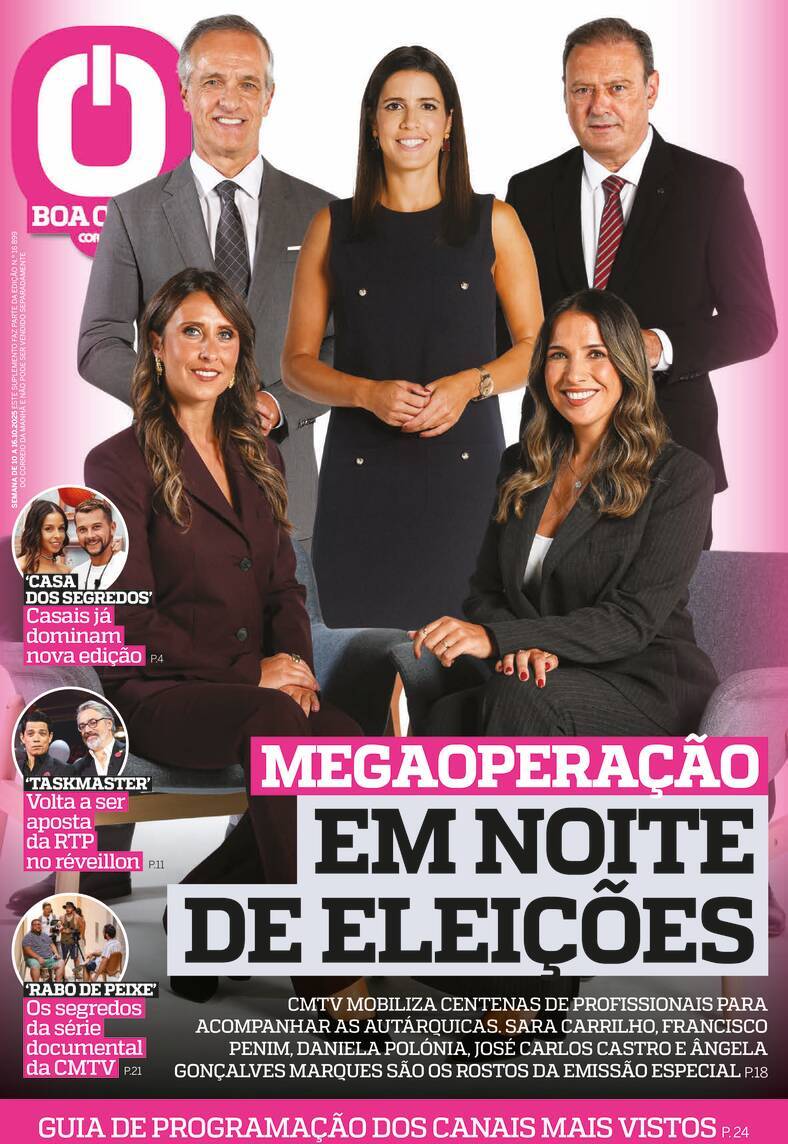 BOA
SEMANA DE 10 A 16.10.2025 ESTE SUPLEMENTO FAZ PARTE DA EDIÇÃO N.º 16 899
DO CORREIO DA MANHÃ E NÃO PODE SER VENDIDO SEPARADAMENTE
‘CASA
DOS SEGREDOS’
Casais já
dominam
nova edição P.4
‘TASKMASTER’
Volta a ser
aposta
da RTP
no réveillon P.11
‘RABO DE PEIXE’
Os segredos
da série
documental
da CMTV P.21
MEGAOPERAÇÃO
EM NOITE
DE ELEIÇÕES
CMTV MOBILIZA CENTENAS DE PROFISSIONAIS PARA
ACOMPANHAR AS AUTÁRQUICAS. SARA CARRILHO, FRANCISCO
PENIM, DANIELA POLÓNIA, JOSÉ CARLOS CASTRO E ÂNGELA
GONÇALVES MARQUES SÃO OS ROSTOS DA EMISSÃO ESPECIAL P.18
GUIA DE PROGRAMAÇÃO DOS CANAIS MAIS VISTOS P. 24